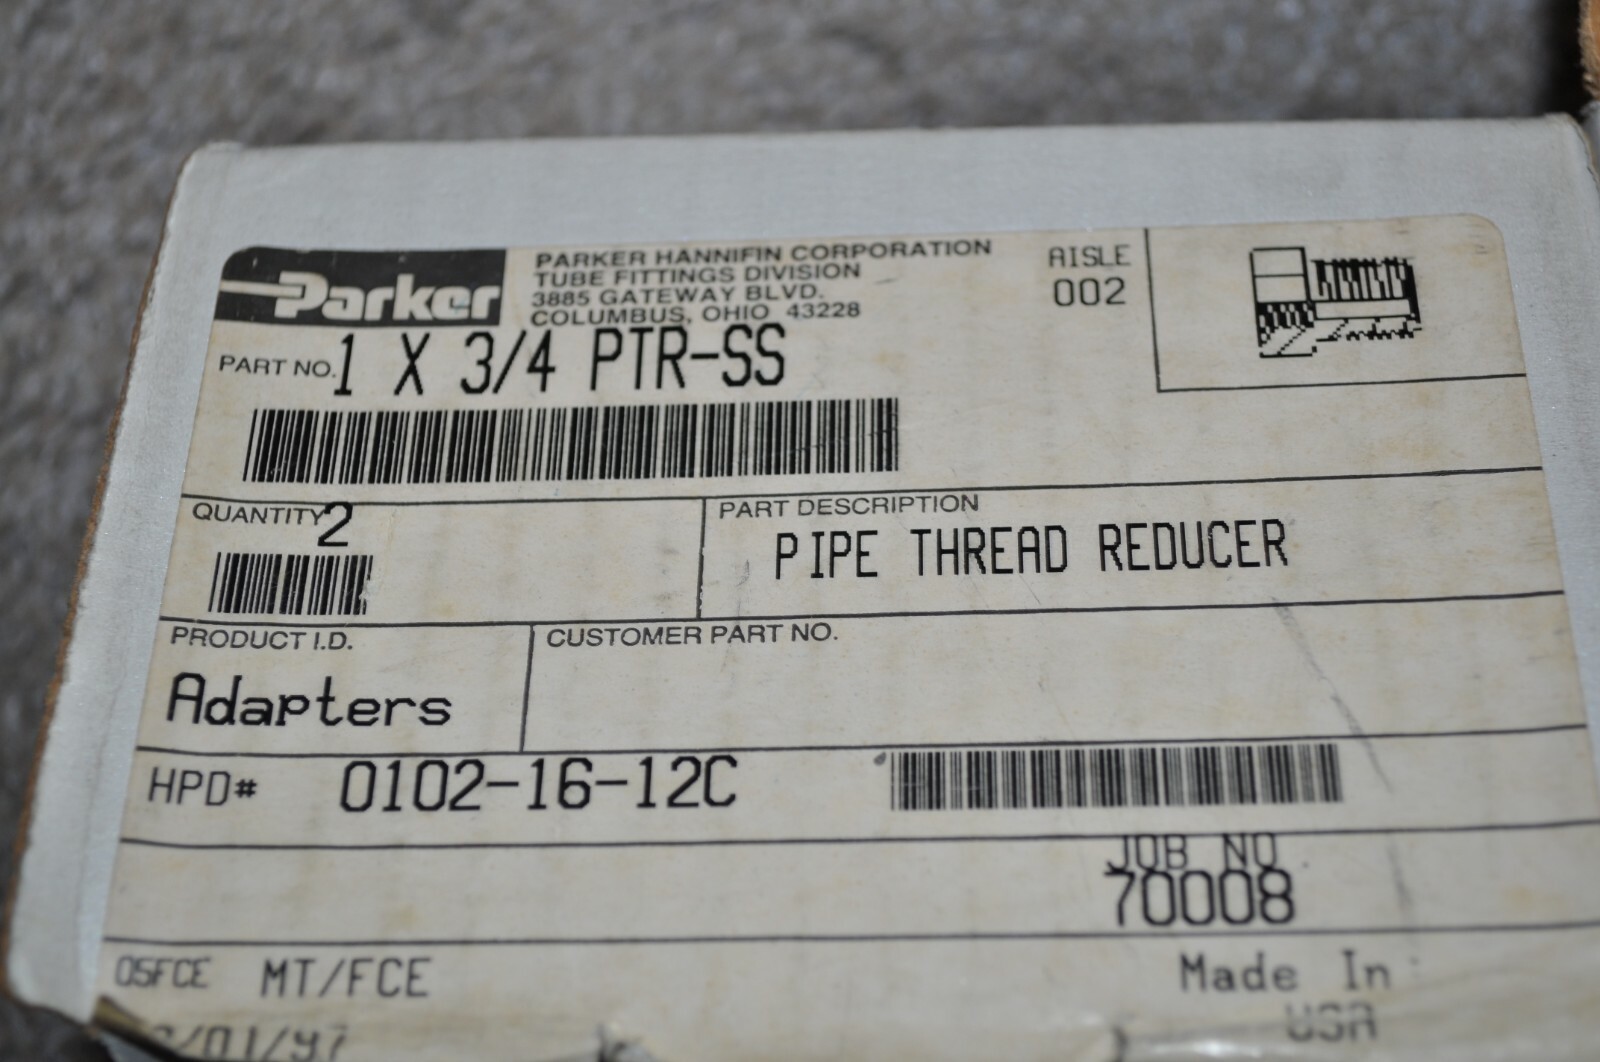 Parker
PARKER HANNIFIN CORPORATION
TUBE FITTINGS DIVISION
3885 GATEWAY BLVD.
COLUMBUS, OHIO 43228
AISLE
002
PART NO. 1 X 3/4 PTR-SS
QUANTITY 2
PART DESCRIPTION
PIPE THREAD REDUCER
PRODUCT I.D.
Adapters
CUSTOMER PART NO.
HPD# 0102-16-12C
JOB NO
70008
OSFCE MT/FCE
Made In
USA
/01/97